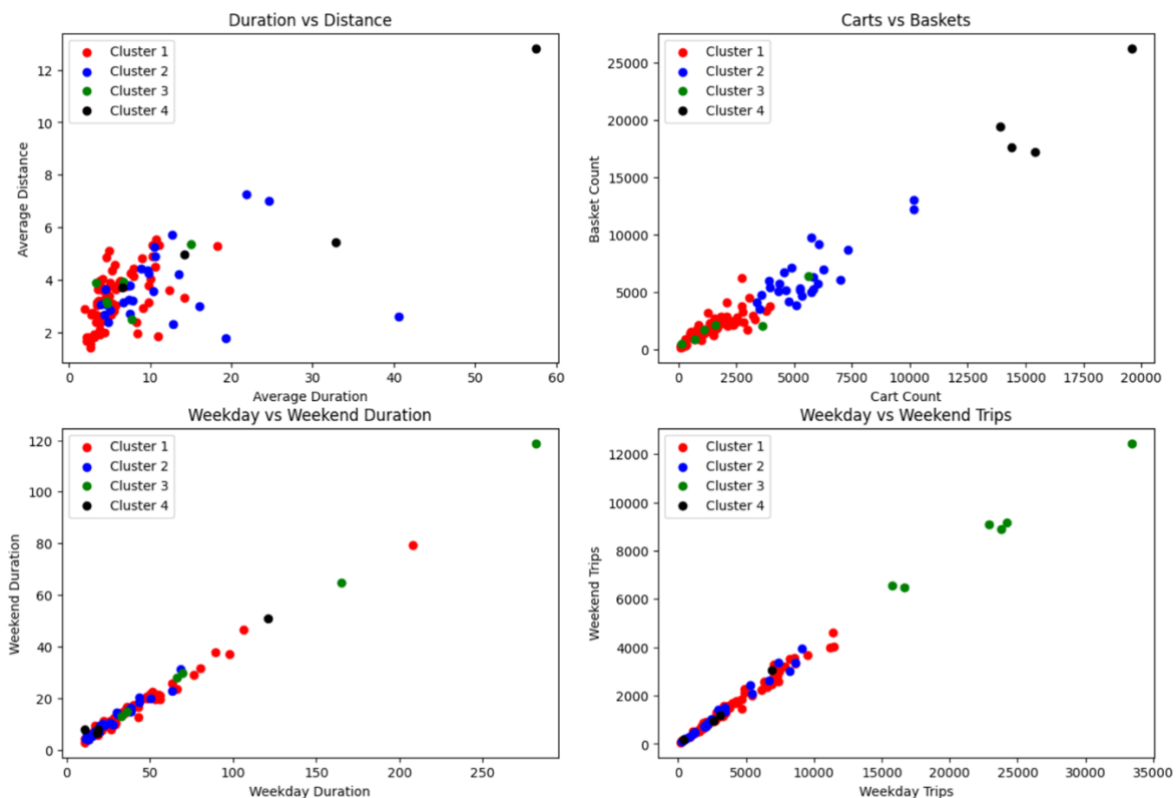 Duration vs Distance
Cluster 1
Cluster 2
Cluster 3
Cluster 4
12
10
8
6
4
2
Average Distance
0 10 20 30 40 50 60
Average Duration
Carts vs Baskets
Cluster 1
Cluster 2
Cluster 3
Cluster 4
25000
20000
15000
10000
5000
0
Basket Count
0 2500 5000 7500 10000 12500 15000 17500 20000
Cart Count
Weekday vs Weekend Duration
Cluster 1
Cluster 2
Cluster 3
Cluster 4
120
100
80
60
40
20
0
Weekend Duration
0 50 100 150 200 250
Weekday Duration
Weekday vs Weekend Trips
Cluster 1
Cluster 2
Cluster 3
Cluster 4
12000
10000
8000
6000
4000
2000
0
Weekend Trips
0 5000 10000 15000 20000 25000 30000 35000
Weekday Trips